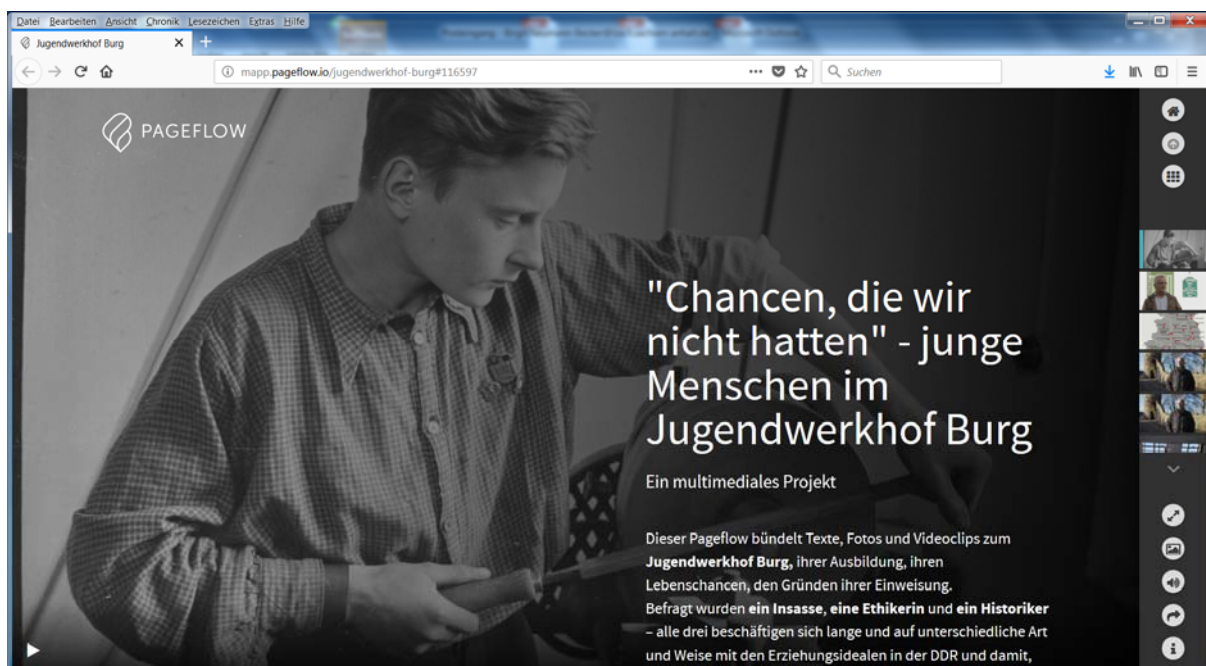 Datei Bearbeiten Ansicht Chronik Lesezeichen Extras Hilfe
Jugendwerkhof Burg
mapp.pageflow.io/jugendwerkhof-burg#116597
Suchen
PAGEFLOW
"Chancen, die wir
nicht hatten" - junge
Menschen im
Jugendwerkhof Burg
Ein multimediales Projekt
Dieser Pageflow bündelt Texte, Fotos und Videoclips zum
Jugendwerkhof Burg, ihrer Ausbildung, ihren
Lebenschancen, den Gründen ihrer Einweisung.
Befragt wurden ein Insasse, eine Ethikerin und ein Historiker
– alle drei beschäftigen sich lange und auf unterschiedliche Art
und Weise mit den Erziehungsidealen in der DDR und damit,